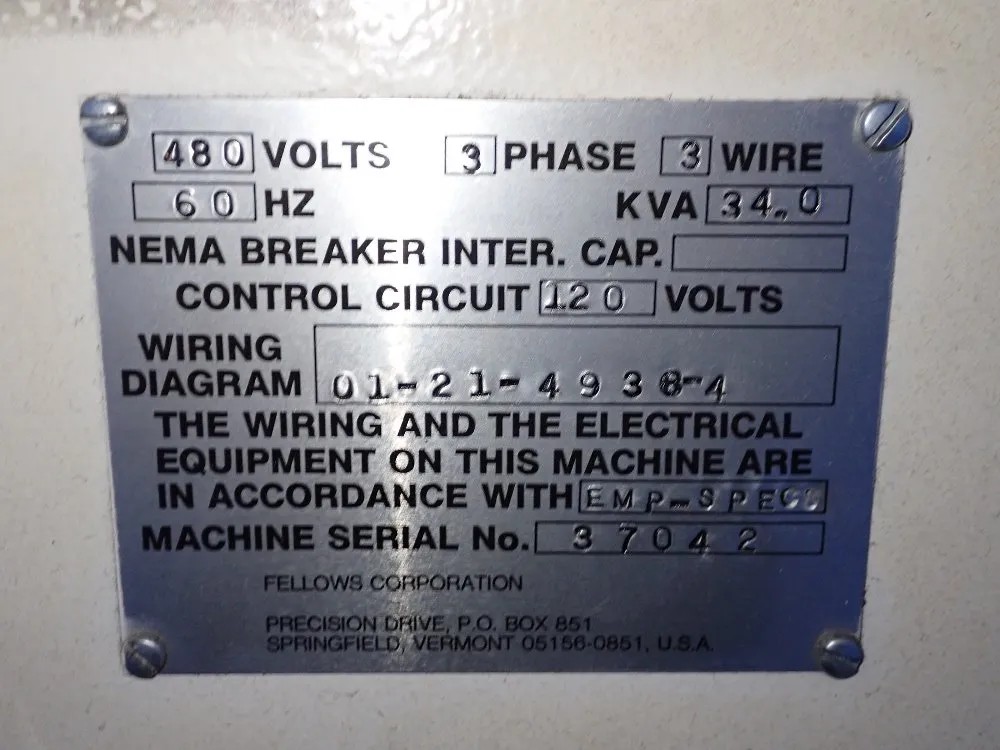 480 VOLTS 3 PHASE 3 WIRE
60 HZ KVA 34.0
NEMA BREAKER INTER. CAP.
CONTROL CIRCUIT 120 VOLTS
WIRING
DIAGRAM 01-21-4938-4
THE WIRING AND THE ELECTRICAL
EQUIPMENT ON THIS MACHINE ARE
IN ACCORDANCE WITH EMP-SPECS
MACHINE SERIAL No. 37042
FELLOWS CORPORATION
PRECISION DRIVE, P.O. BOX 851
SPRINGFIELD, VERMONT 05156-0851, U.S.A.